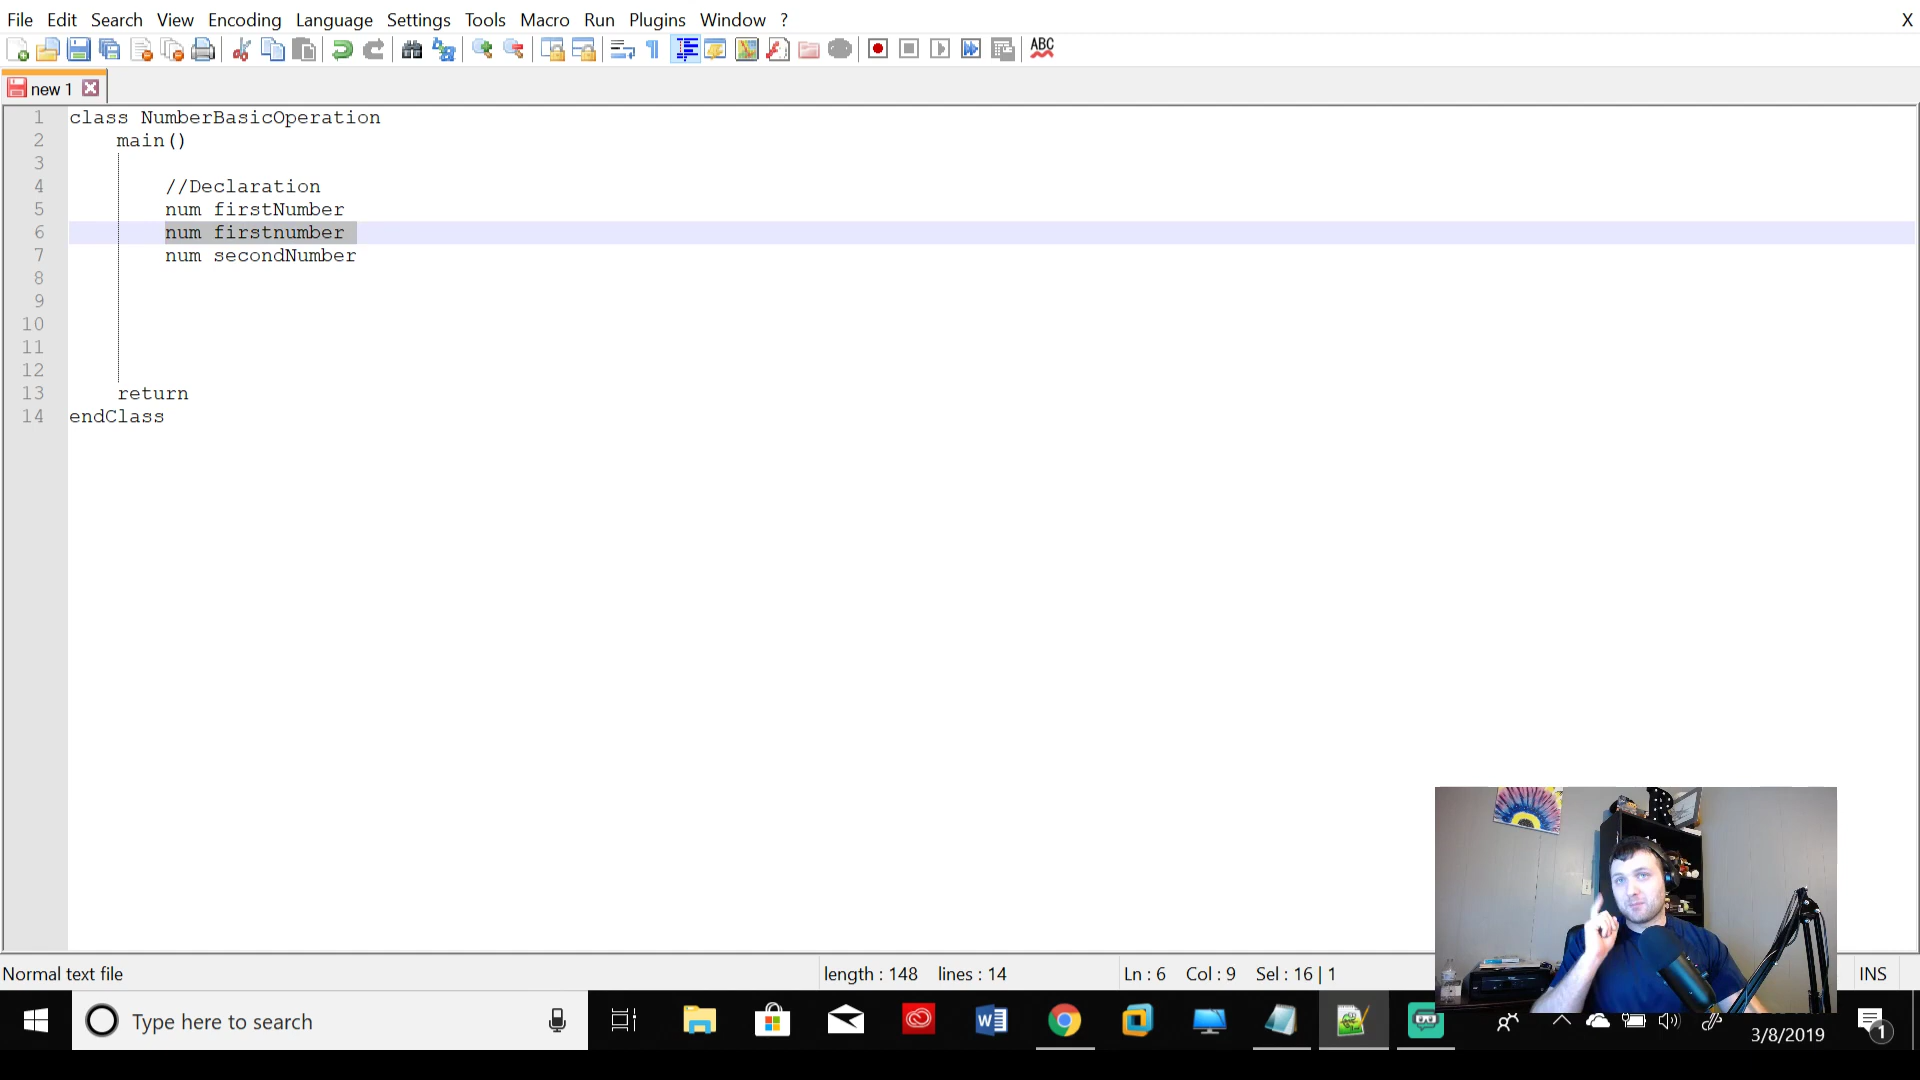 File Edit Search View Encoding Language Settings Tools Macro Run Plugins Window ? X
ABC
new 1
1 class NumberBasicOperation
2 main()
3
4 //Declaration
5 num firstNumber
6 num firstnumber
7 num secondNumber
8
9
10
11
12
13 return
14 endClass
Normal text file length : 148 lines : 14 Ln : 6 Col : 9 Sel : 16 | 1 INS
Type here to search
3/8/2019
1